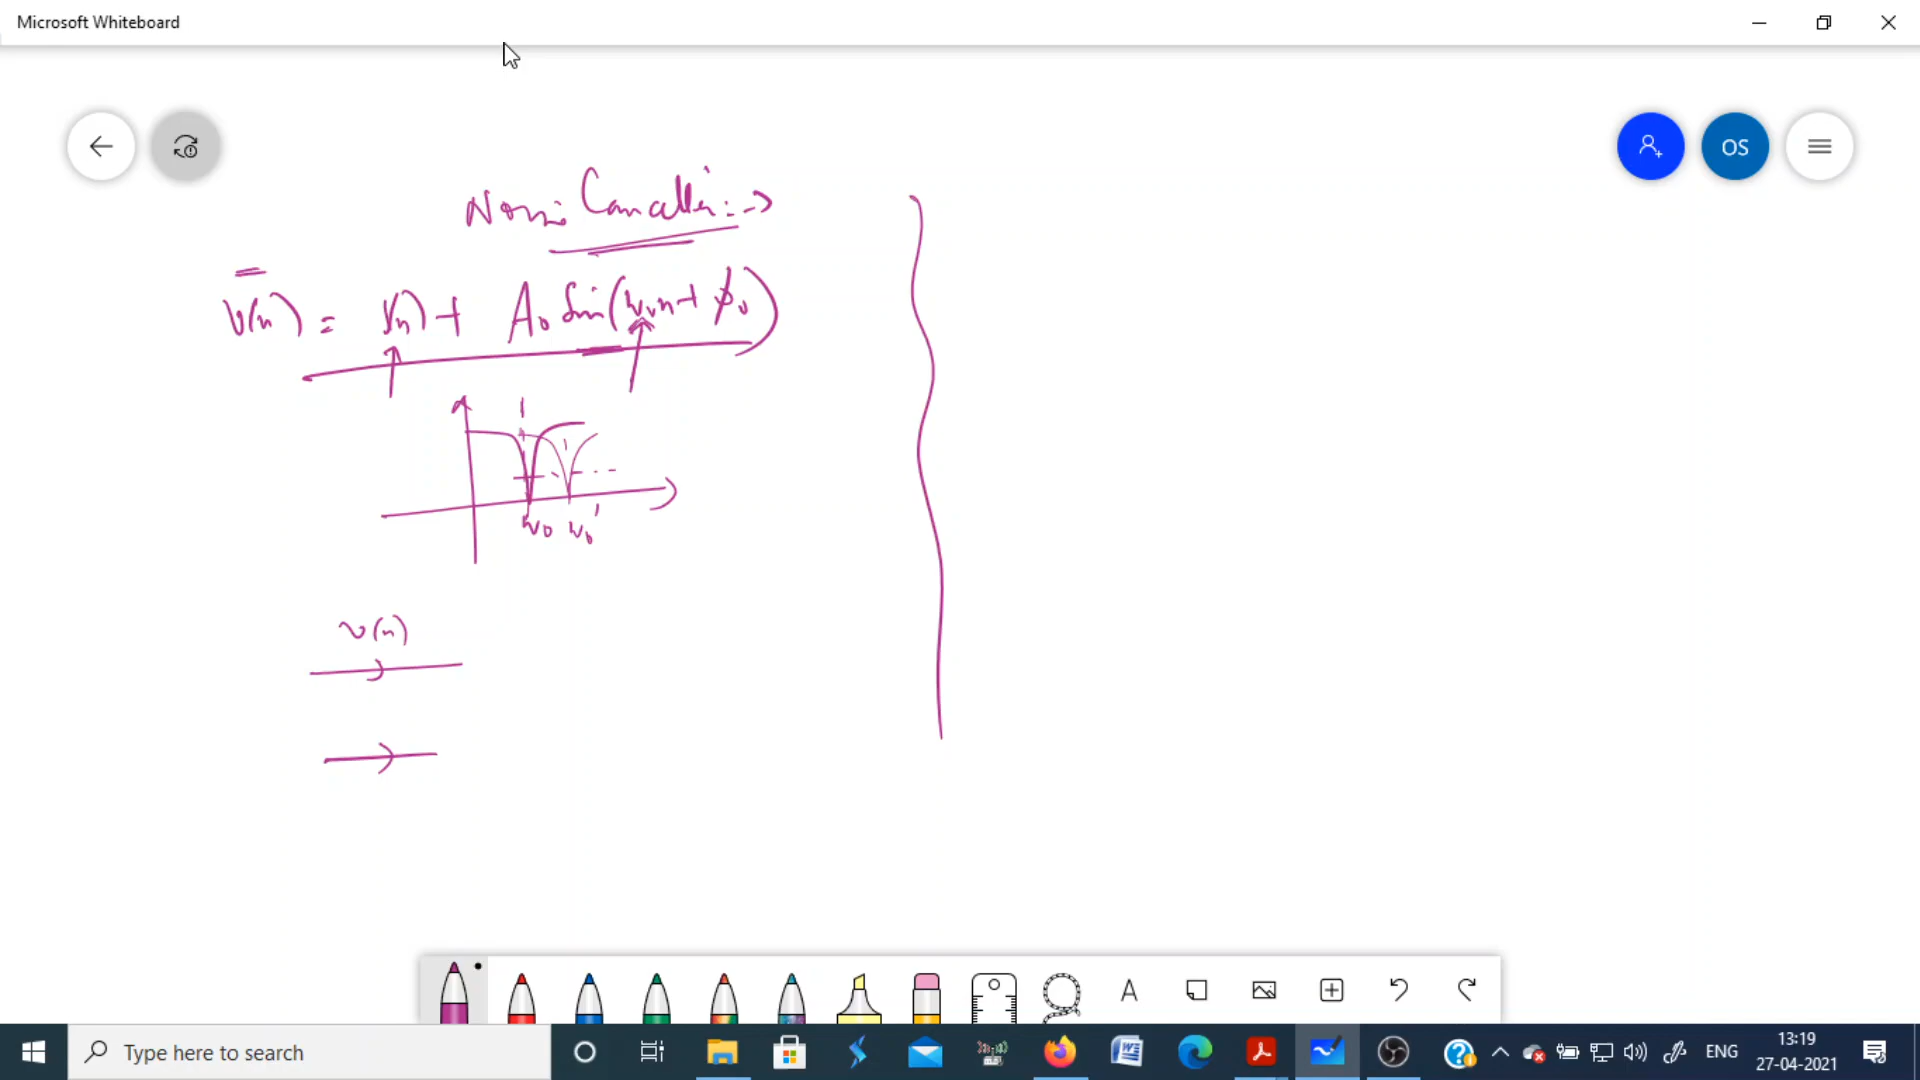 Microsoft Whiteboard
OS
Noise Canceller :->
v(n) = s(n) + A₀ Sin(w₀n + φ₀)
w₀ w₀'
v(n)
A
Type here to search
ENG
13:19
27-04-2021